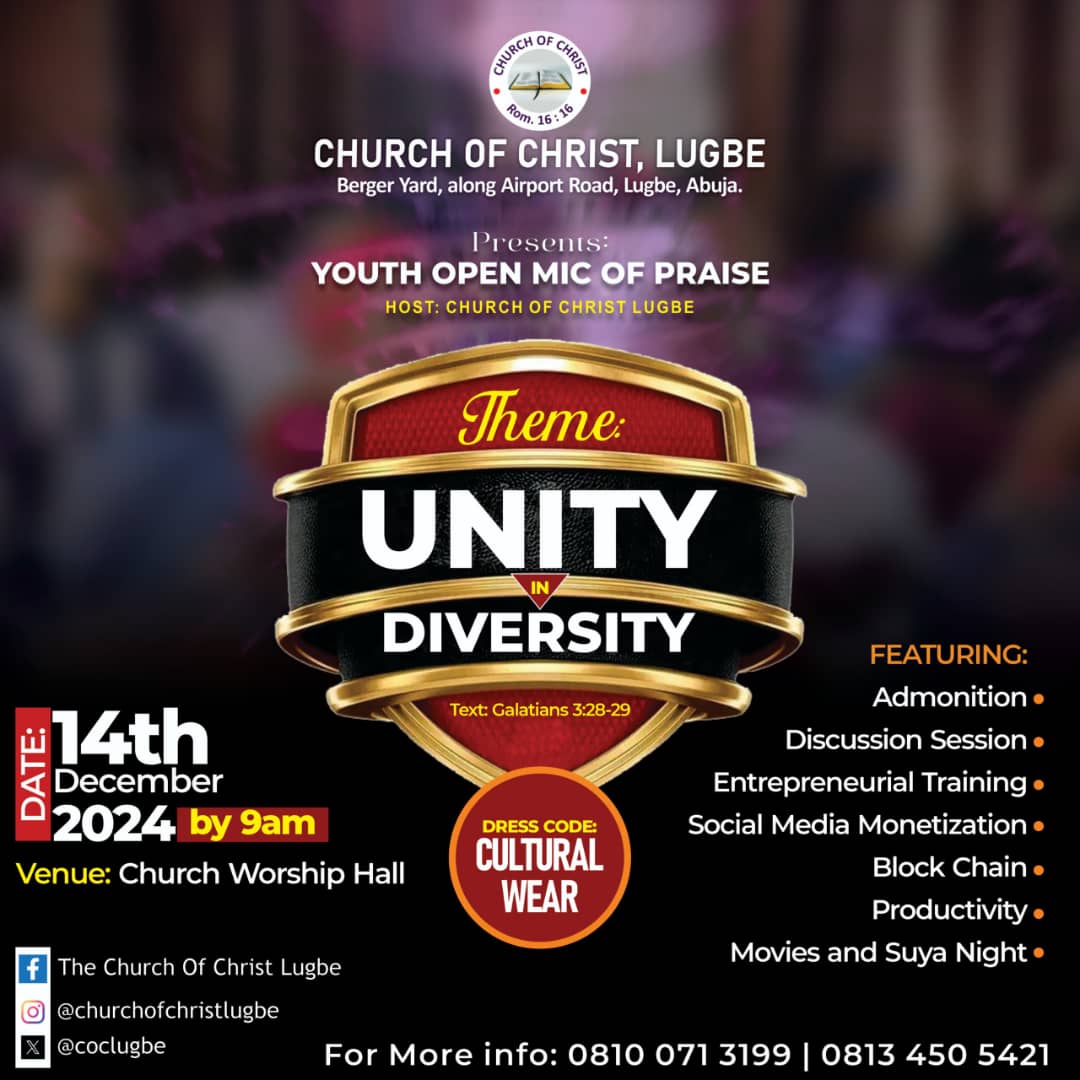 CHURCH OF CHRIST
Rom. 16 : 16
CHURCH OF CHRIST, LUGBE
Berger Yard, along Airport Road, Lugbe, Abuja.
Presents:
YOUTH OPEN MIC OF PRAISE
HOST: CHURCH OF CHRIST LUGBE
Theme:
UNITY
IN
DIVERSITY
Text: Galatians 3:28-29
DATE:
14th
December
2024 by 9am
Venue: Church Worship Hall
DRESS CODE:
CULTURAL
WEAR
FEATURING:
Admonition •
Discussion Session •
Entrepreneurial Training •
Social Media Monetization •
Block Chain •
Productivity •
Movies and Suya Night •
The Church Of Christ Lugbe
@churchofchristlugbe
@coclugbe
For More info: 0810 071 3199 | 0813 450 5421